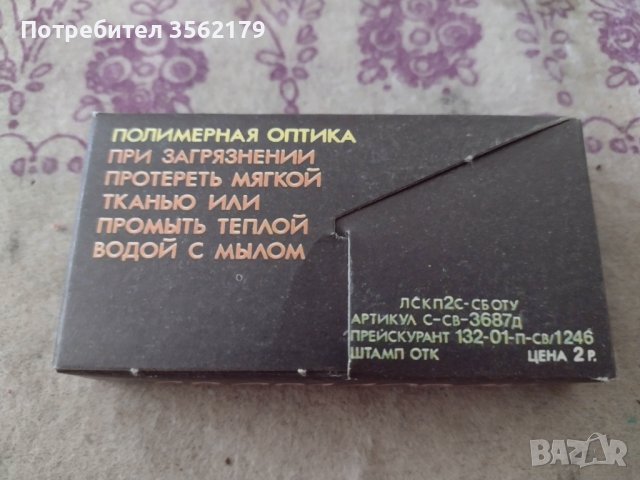 Потребител 3562179
ПОЛИМЕРНАЯ ОПТИКА
ПРИ ЗАГРЯЗНЕНИИ
ПРОТЕРЕТЬ МЯГКОЙ
ТКАНЬЮ ИЛИ
ПРОМЫТЬ ТЕПЛОЙ
ВОДОЙ С МЫЛОМ
ЛСКП2С-СБОТУ
АРТИКУЛ С-СВ-3687Д
ПРЕЙСКУРАНТ 132-01-П-СВ/1246
ШТАМП ОТК ЦЕНА 2 Р.
BAZAR